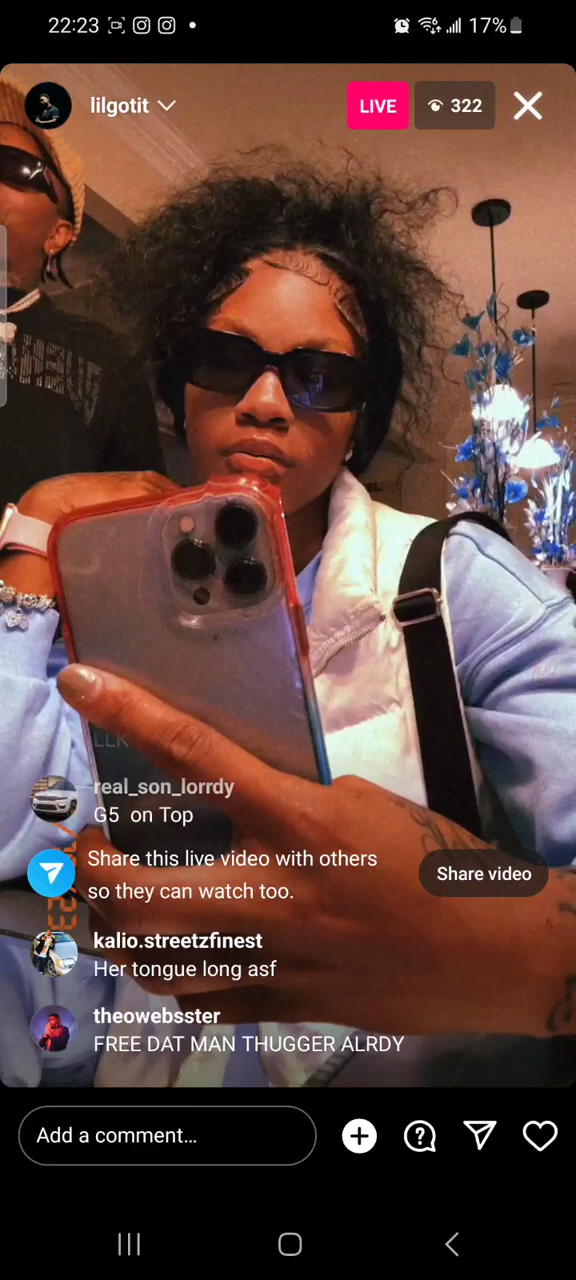 22:23
17%
lilgotit
LIVE
322
LLK
real_son_lorrdy
G5 on Top
Share this live video with others
so they can watch too.
Share video
kalio.streetzfinest
Her tongue long asf
theowebsster
FREE DAT MAN THUGGER ALRDY
Add a comment...